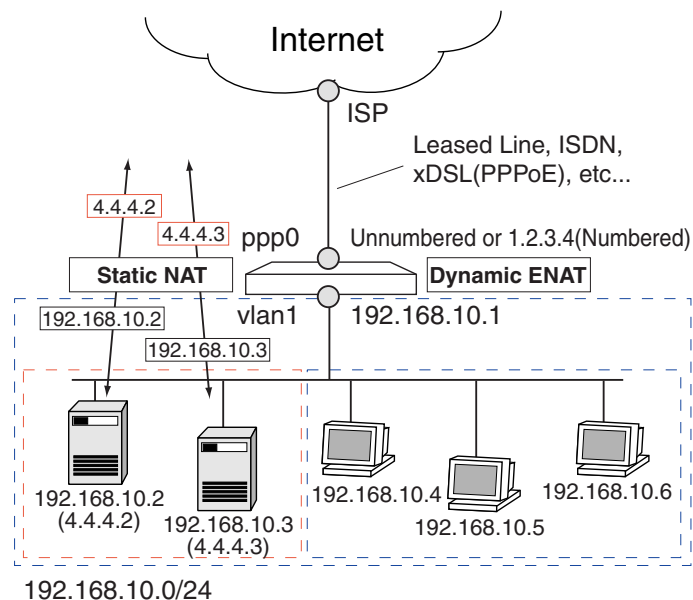 Internet
ISP
Leased Line, ISDN,
xDSL(PPPoE), etc...
4.4.4.2
4.4.4.3
ppp0
Unnumbered or 1.2.3.4(Numbered)
Static NAT
Dynamic ENAT
192.168.10.2
vlan1
192.168.10.1
192.168.10.3
192.168.10.2
(4.4.4.2)
192.168.10.3
(4.4.4.3)
192.168.10.4
192.168.10.5
192.168.10.6
192.168.10.0/24